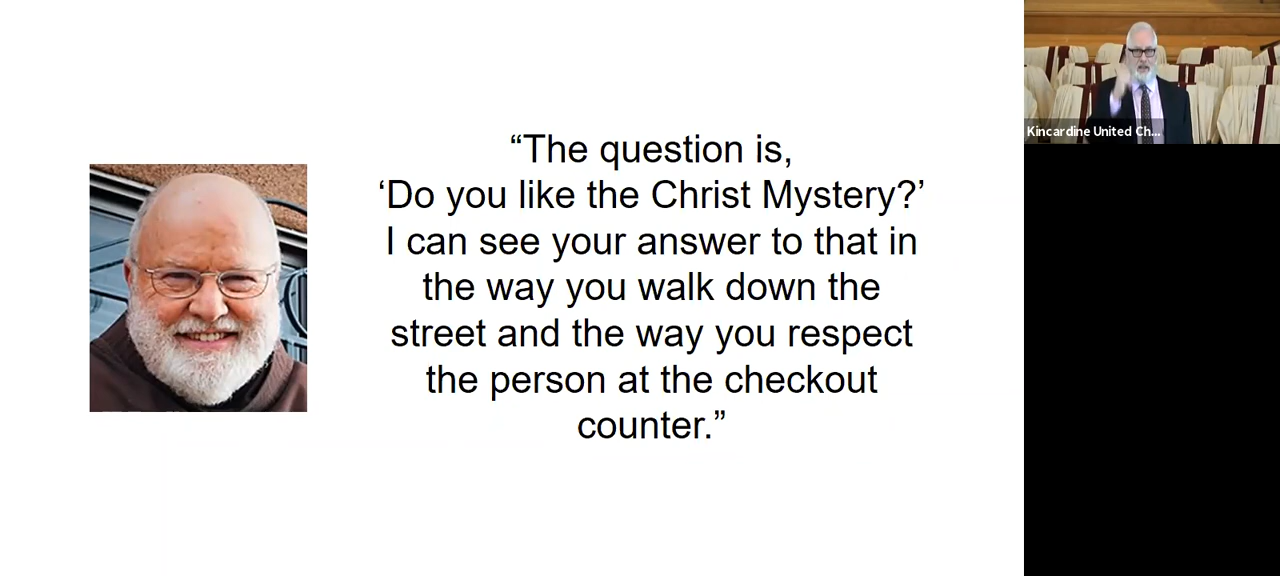 “The question is,
‘Do you like the Christ Mystery?’
I can see your answer to that in
the way you walk down the
street and the way you respect
the person at the checkout
counter.”
Kincardine United Ch...